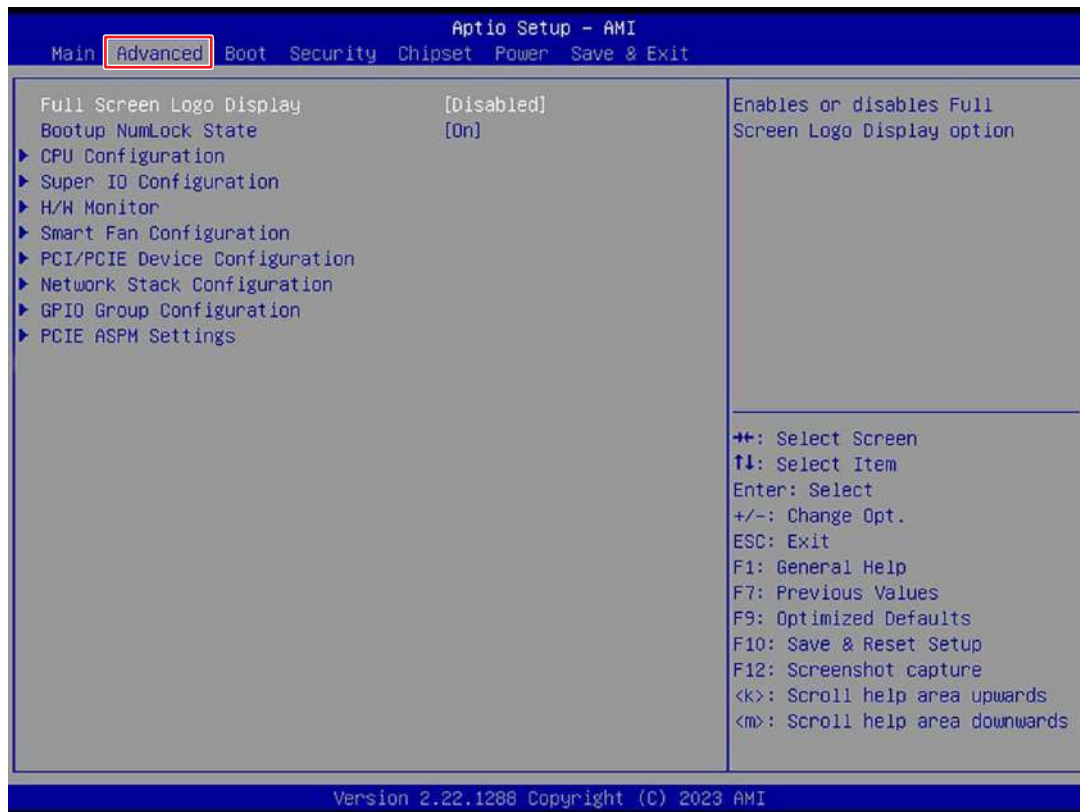 Aptio Setup – AMI
Main Advanced Boot Security Chipset Power Save & Exit
Full Screen Logo Display [Disabled]
Bootup NumLock State [On]
▶ CPU Configuration
▶ Super IO Configuration
▶ H/W Monitor
▶ Smart Fan Configuration
▶ PCI/PCIE Device Configuration
▶ Network Stack Configuration
▶ GPIO Group Configuration
▶ PCIE ASPM Settings
Enables or disables Full
Screen Logo Display option
→←: Select Screen
↑↓: Select Item
Enter: Select
+/-: Change Opt.
ESC: Exit
F1: General Help
F7: Previous Values
F9: Optimized Defaults
F10: Save & Reset Setup
F12: Screenshot capture
<k>: Scroll help area upwards
<m>: Scroll help area downwards
Version 2.22.1288 Copyright (C) 2023 AMI